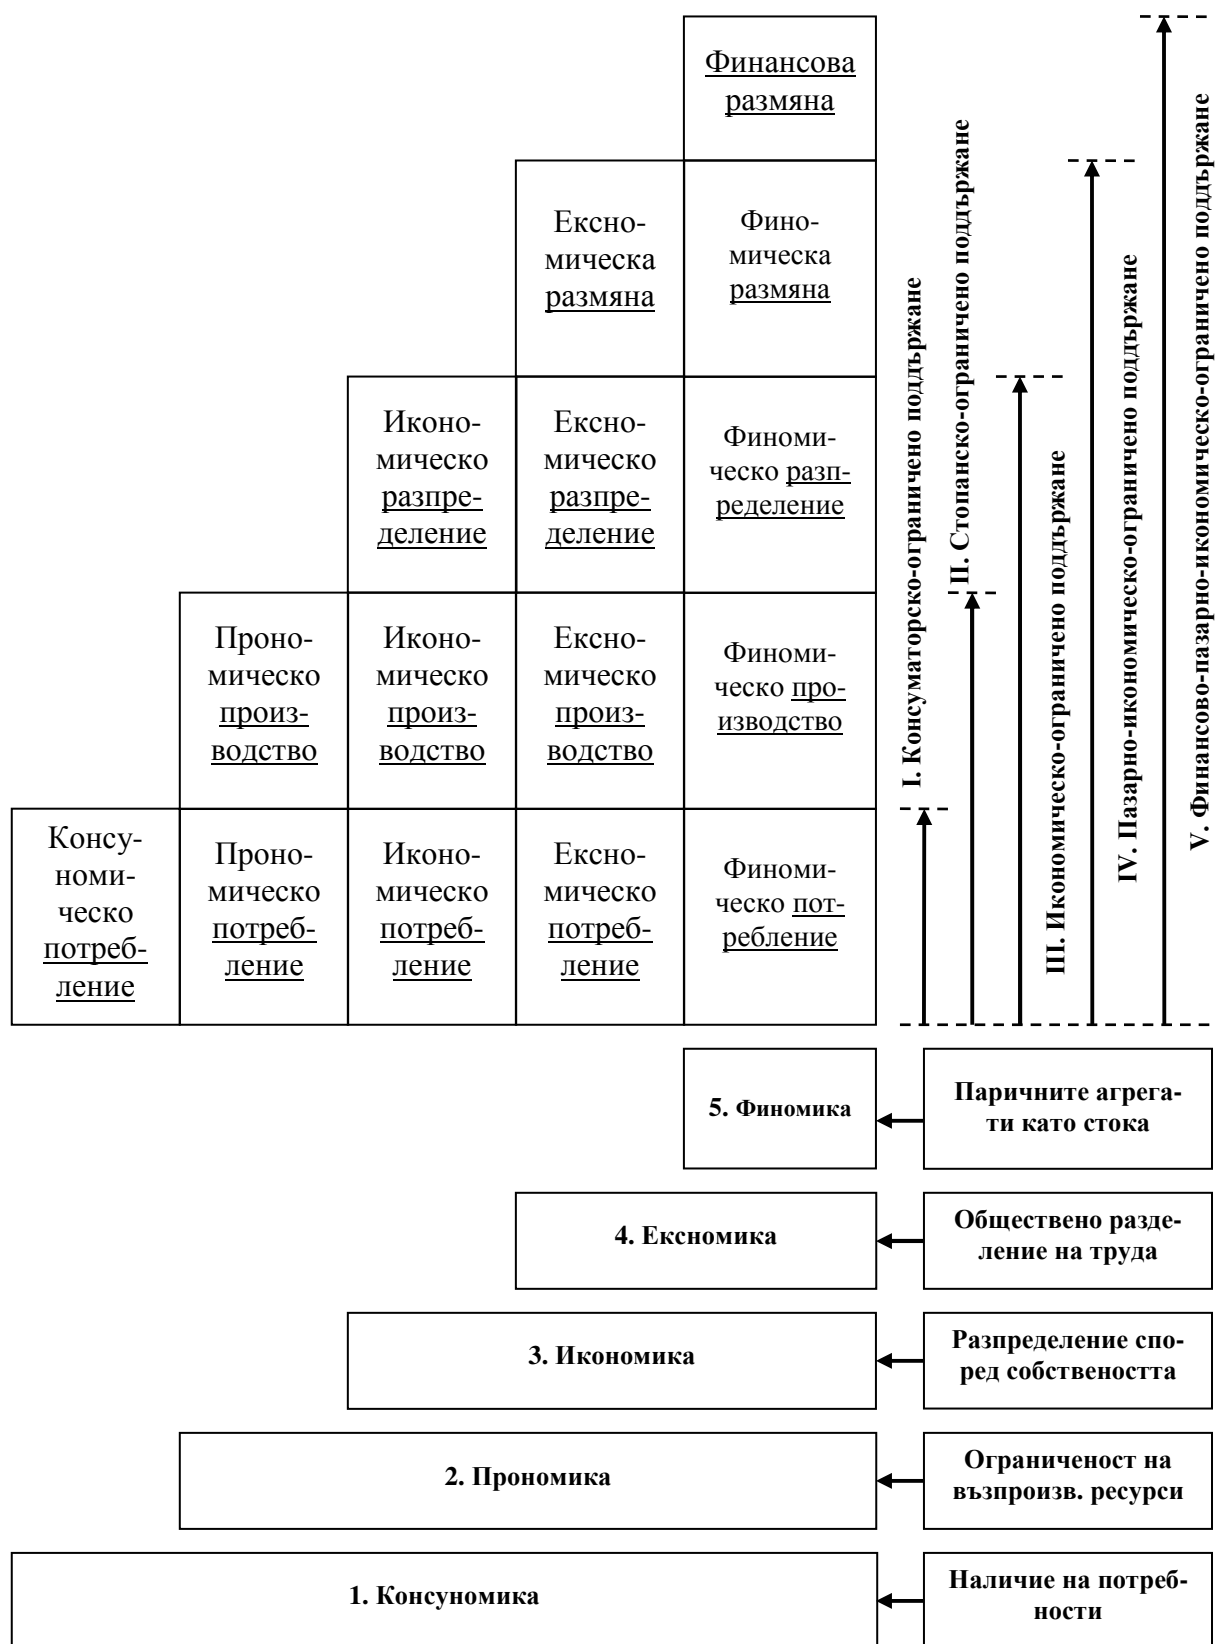 Финансова
размяна
Ексно-
мическа
размяна
Фино-
мическа
размяна
Иконо-
мическо
разпре-
деление
Ексно-
мическо
разпре-
деление
Финоми-
ческо разп-
ределение
Проно-
мическо
произ-
водство
Иконо-
мическо
произ-
водство
Ексно-
мическо
произ-
водство
Финоми-
ческо про-
изводство
Консу-
номи-
ческо
потреб-
ление
Проно-
мическо
потреб-
ление
Иконо-
мическо
потреб-
ление
Ексно-
мическо
потреб-
ление
Финоми-
ческо пот-
ребление
I. Консуматорско-ограничено поддържане
II. Стопанско-ограничено поддържане
III. Икономическо-ограничено поддържане
IV. Пазарно-икономическо-ограничено поддържане
V. Финансово-пазарно-икономическо-ограничено поддържане
5. Финомика
Паричните агрега-
ти като стока
4. Ексномика
Обществено разде-
ление на труда
3. Икономика
Разпределение спо-
ред собствеността
2. Прономика
Ограниченост на
възпроизв. ресурси
1. Консуномика
Наличие на потреб-
ности